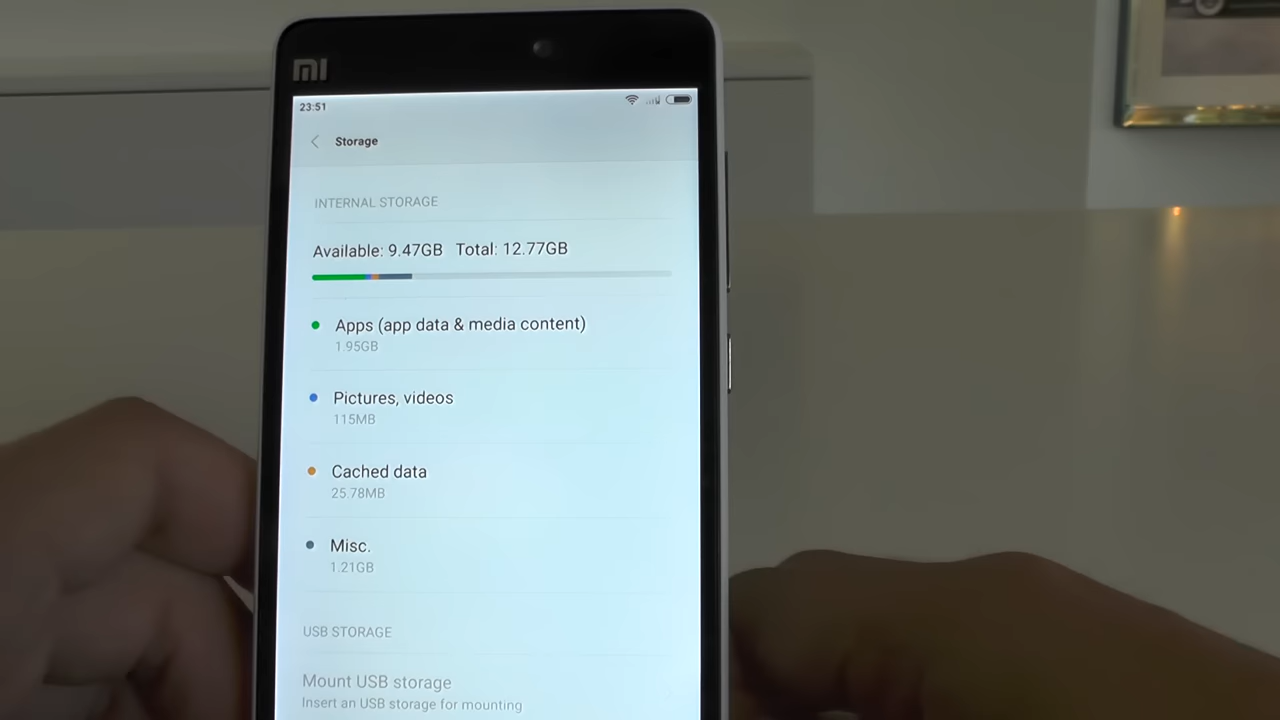 MI
23:51
Storage
INTERNAL STORAGE
Available: 9.47GB Total: 12.77GB
Apps (app data & media content)
1.95GB
Pictures, videos
115MB
Cached data
25.78MB
Misc.
1.21GB
USB STORAGE
Mount USB storage
Insert an USB storage for mounting